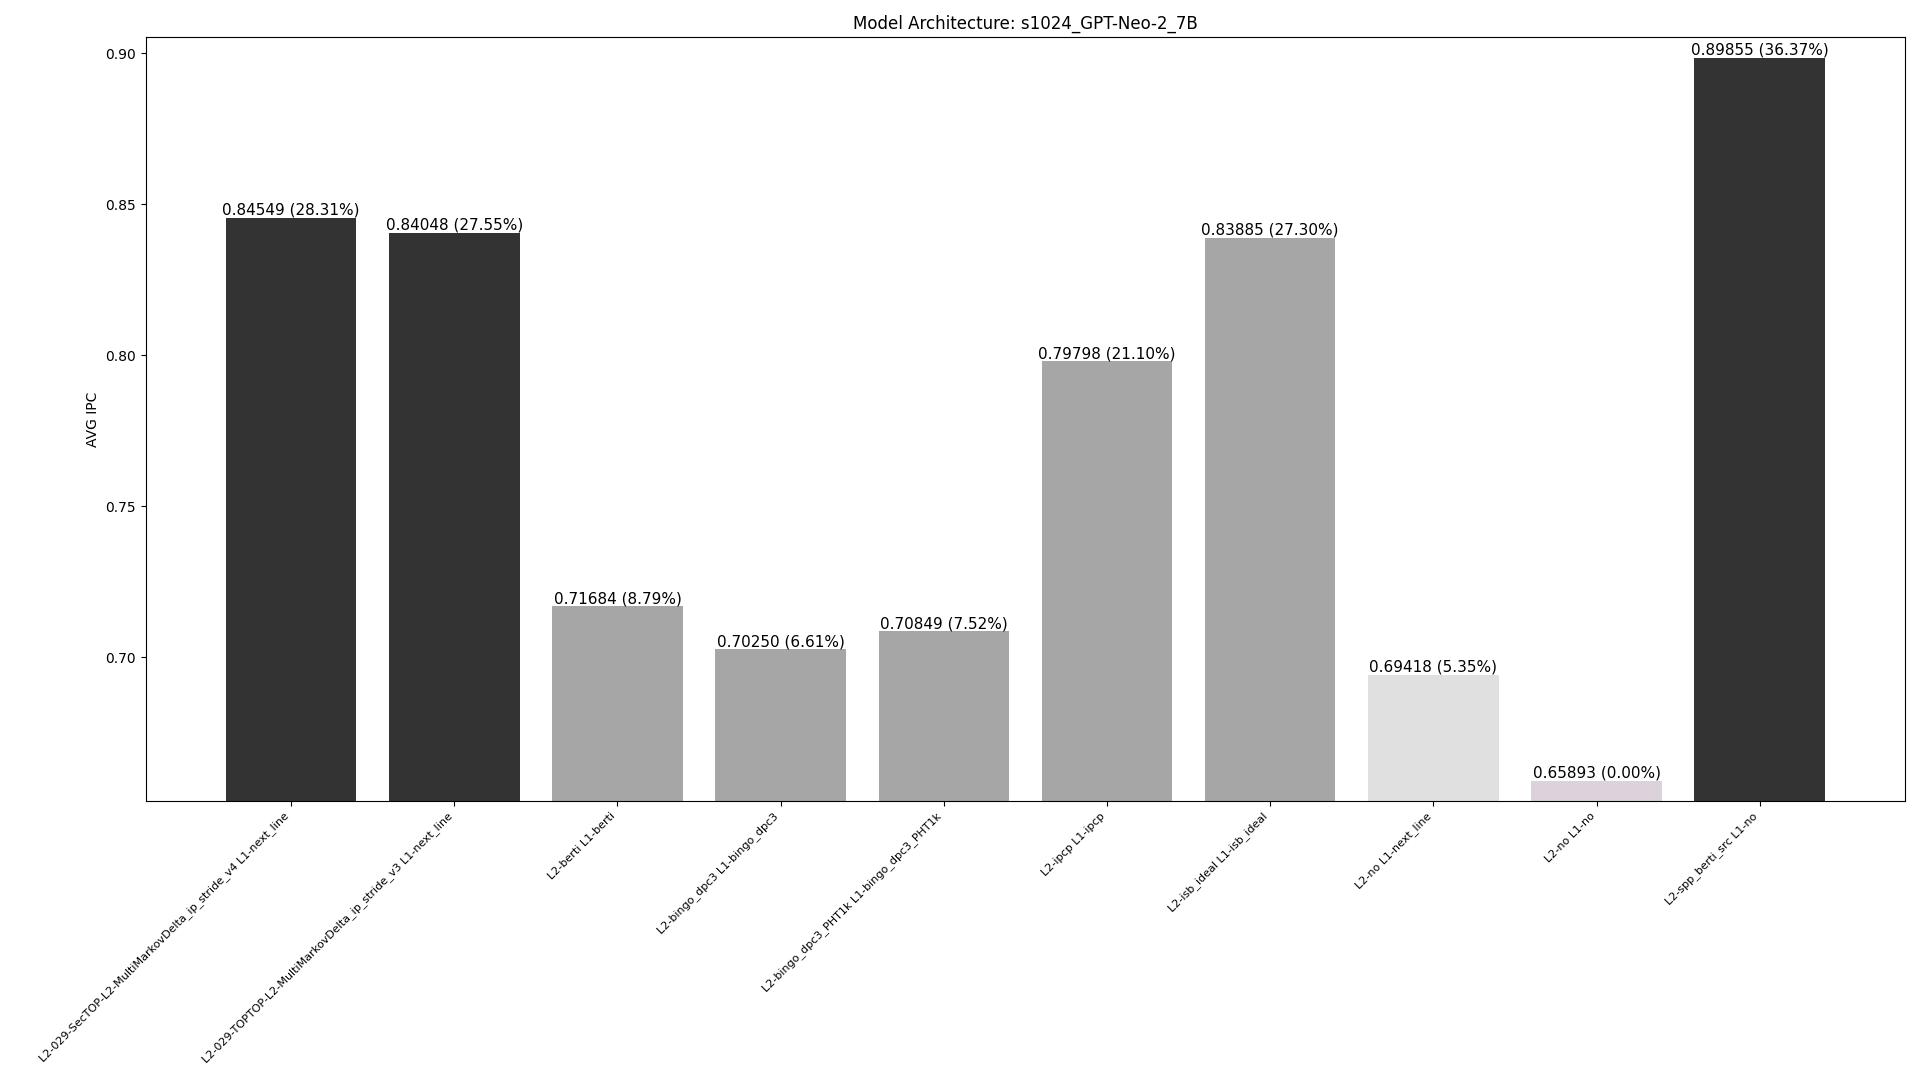 Model Architecture: s1024_GPT-Neo-2_7B
AVG IPC
0.90
0.85
0.80
0.75
0.70
0.84549 (28.31%)
0.84048 (27.55%)
0.71684 (8.79%)
0.70250 (6.61%)
0.70849 (7.52%)
0.79798 (21.10%)
0.83885 (27.30%)
0.69418 (5.35%)
0.65893 (0.00%)
0.89855 (36.37%)
L2-029-SecTOP-L2-MultiMarkovDelta_ip_stride_v4 L1-next_line
L2-029-TOPTOP-L2-MultiMarkovDelta_ip_stride_v3 L1-next_line
L2-berti L1-berti
L2-bingo_dpc3 L1-bingo_dpc3
L2-bingo_dpc3_PHT1k L1-bingo_dpc3_PHT1k
L2-ipcp L1-ipcp
L2-isb_ideal L1-isb_ideal
L2-no L1-next_line
L2-no L1-no
L2-spp_berti_src L1-no